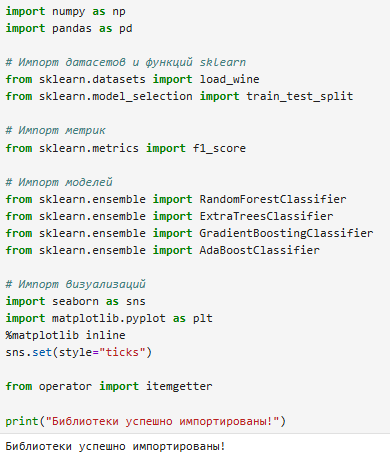 import numpy as np
import pandas as pd
# Импорт датасетов и функций sklearn
from sklearn.datasets import load_wine
from sklearn.model_selection import train_test_split
# Импорт метрик
from sklearn.metrics import f1_score
# Импорт моделей
from sklearn.ensemble import RandomForestClassifier
from sklearn.ensemble import ExtraTreesClassifier
from sklearn.ensemble import GradientBoostingClassifier
from sklearn.ensemble import AdaBoostClassifier
# Импорт визуализаций
import seaborn as sns
import matplotlib.pyplot as plt
%matplotlib inline
sns.set(style="ticks")
from operator import itemgetter
print("Библиотеки успешно импортированы!")
Библиотеки успешно импортированы!